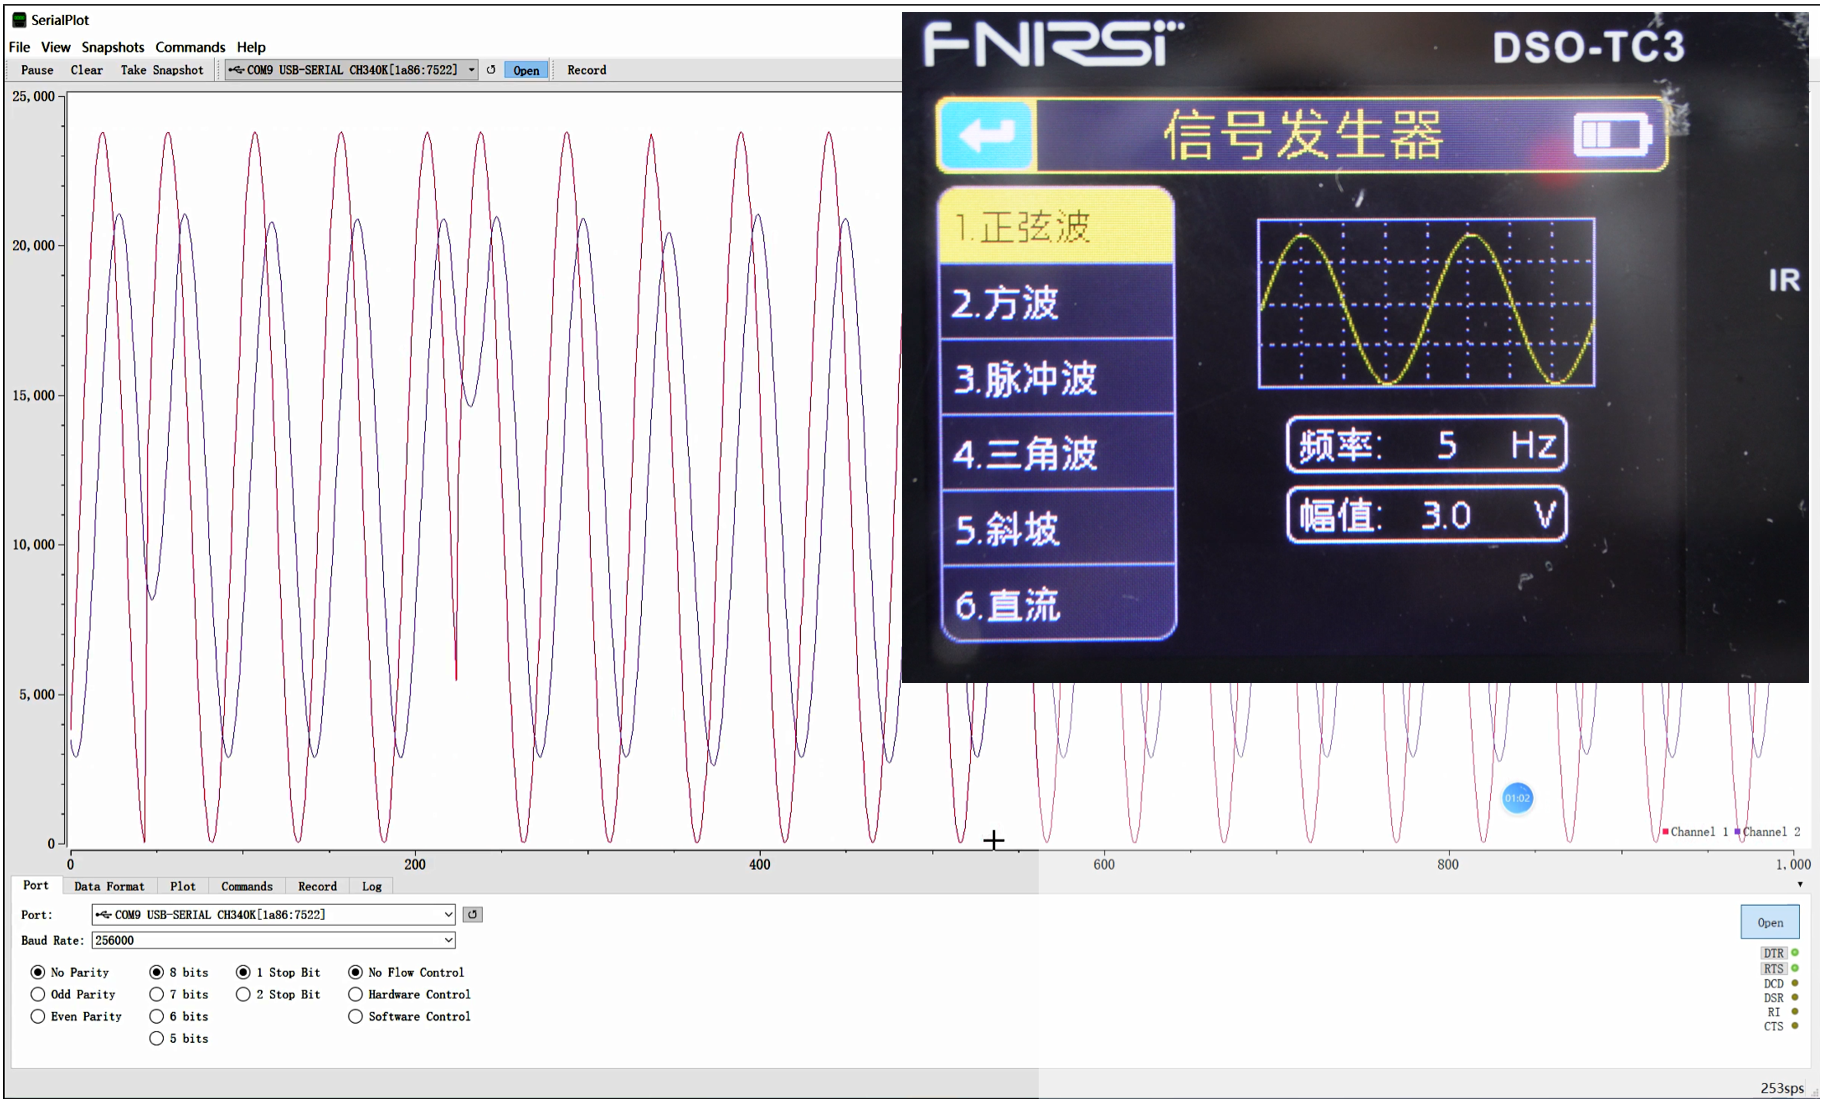 SerialPlot
File View Snapshots Commands Help
Pause Clear Take Snapshot COM9 USB-SERIAL CH340K[1a86:7522] Open Record
FNIRSI DSO-TC3
信号发生器
1.正弦波
2.方波
3.脉冲波
4.三角波
5.斜坡
6.直流
频率: 5 Hz
幅值: 3.0 V
IR
25,000
20,000
15,000
10,000
5,000
0
0 200 400 600 800 1.000
01:02
Channel 1 Channel 2
Port Data Format Plot Commands Record Log
Port: COM9 USB-SERIAL CH340K[1a86:7522]
Baud Rate: 256000
No Parity 8 bits 1 Stop Bit No Flow Control
Odd Parity 7 bits 2 Stop Bit Hardware Control
Even Parity 6 bits Software Control
5 bits
Open
DTR
RTS
DCD
DSR
RI
CTS
253sps